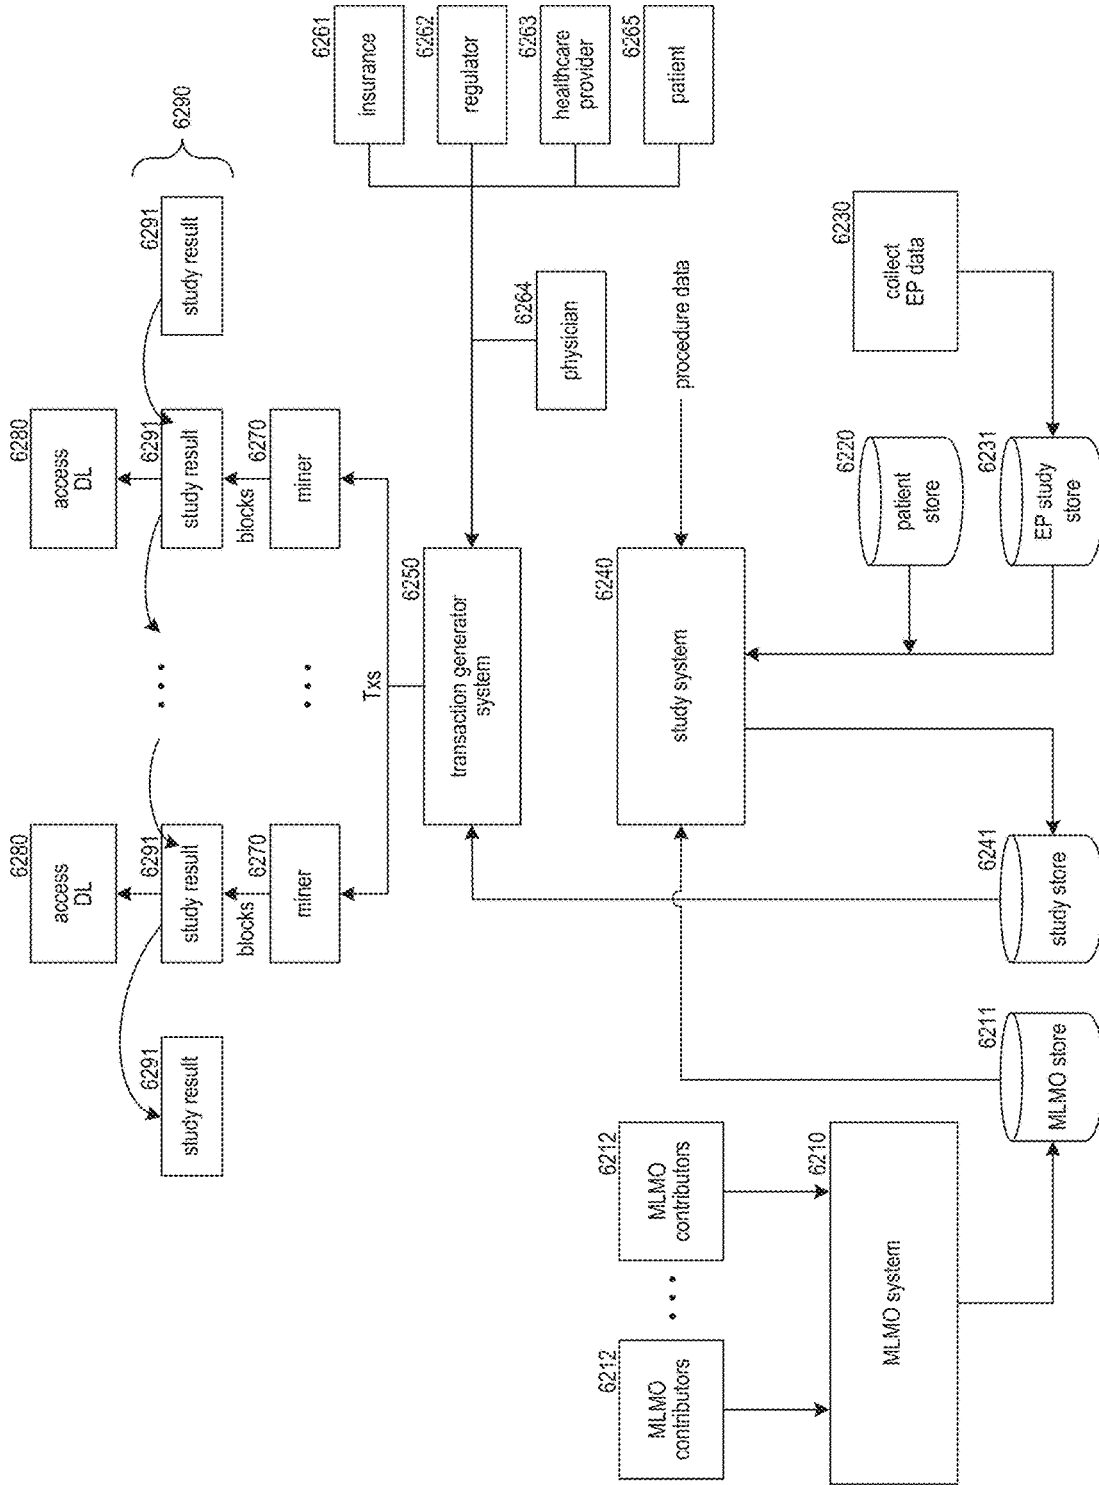 6280
access
DL
6280
access
DL
6291
study result
6291
study result
6291
study result
6291
study result
6290
• • •
blocks
blocks
6270
miner
6270
miner
• • •
Txs
6261
insurance
6262
regulator
6263
healthcare
provider
6265
patient
6250
transaction generator
system
6264
physician
6212
MLMO
contributors
• • •
6212
MLMO
contributors
6240
study system
procedure data
6210
MLMO system
6220
patient
store
6230
collect
EP data
6211
MLMO store
6241
study store
6231
EP study
store